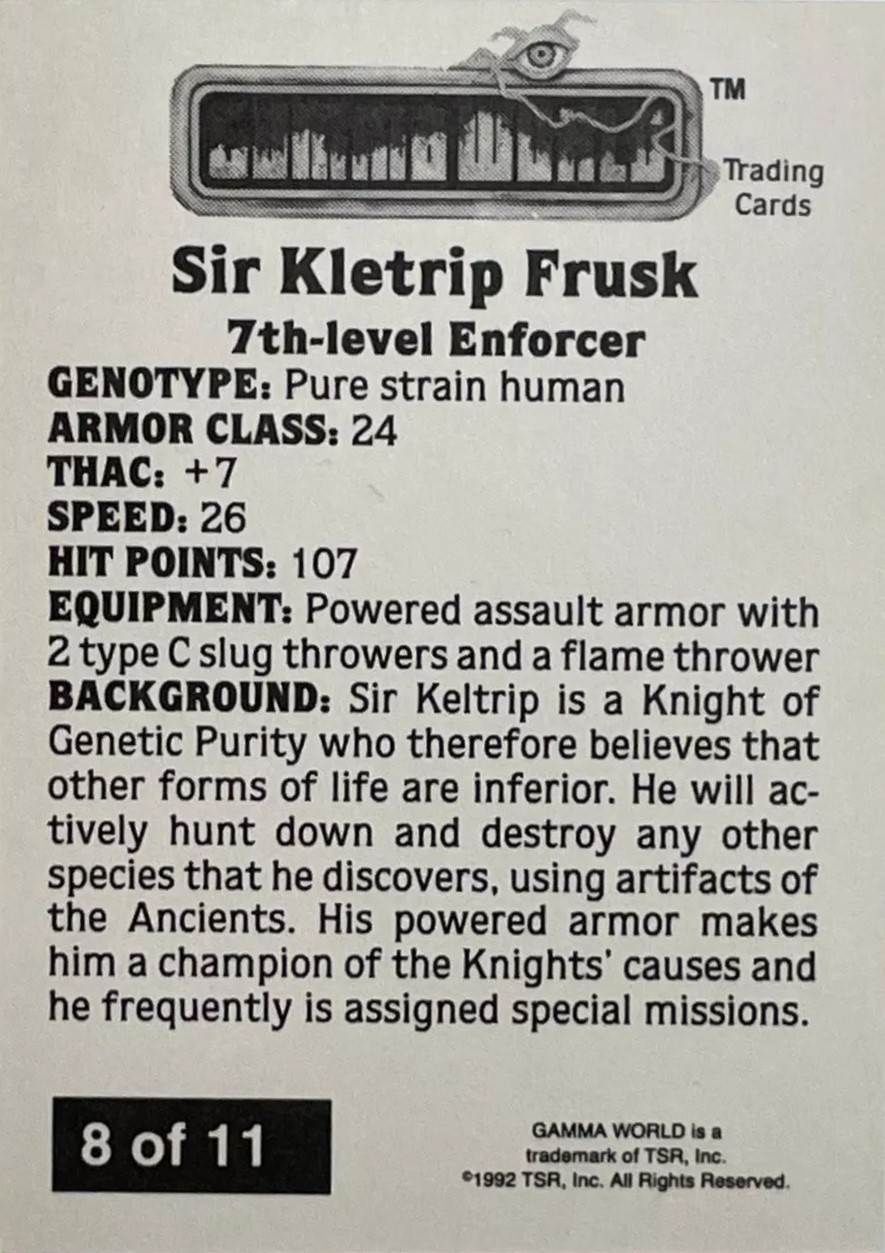 TM
Trading
Cards
Sir Kletrip Frusk
7th-level Enforcer
GENOTYPE: Pure strain human
ARMOR CLASS: 24
THAC: +7
SPEED: 26
HIT POINTS: 107
EQUIPMENT: Powered assault armor with
2 type C slug throwers and a flame thrower
BACKGROUND: Sir Keltrip is a Knight of
Genetic Purity who therefore believes that
other forms of life are inferior. He will ac-
tively hunt down and destroy any other
species that he discovers, using artifacts of
the Ancients. His powered armor makes
him a champion of the Knights' causes and
he frequently is assigned special missions.
8 of 11
GAMMA WORLD is a
trademark of TSR, Inc.
©1992 TSR, Inc. All Rights Reserved.